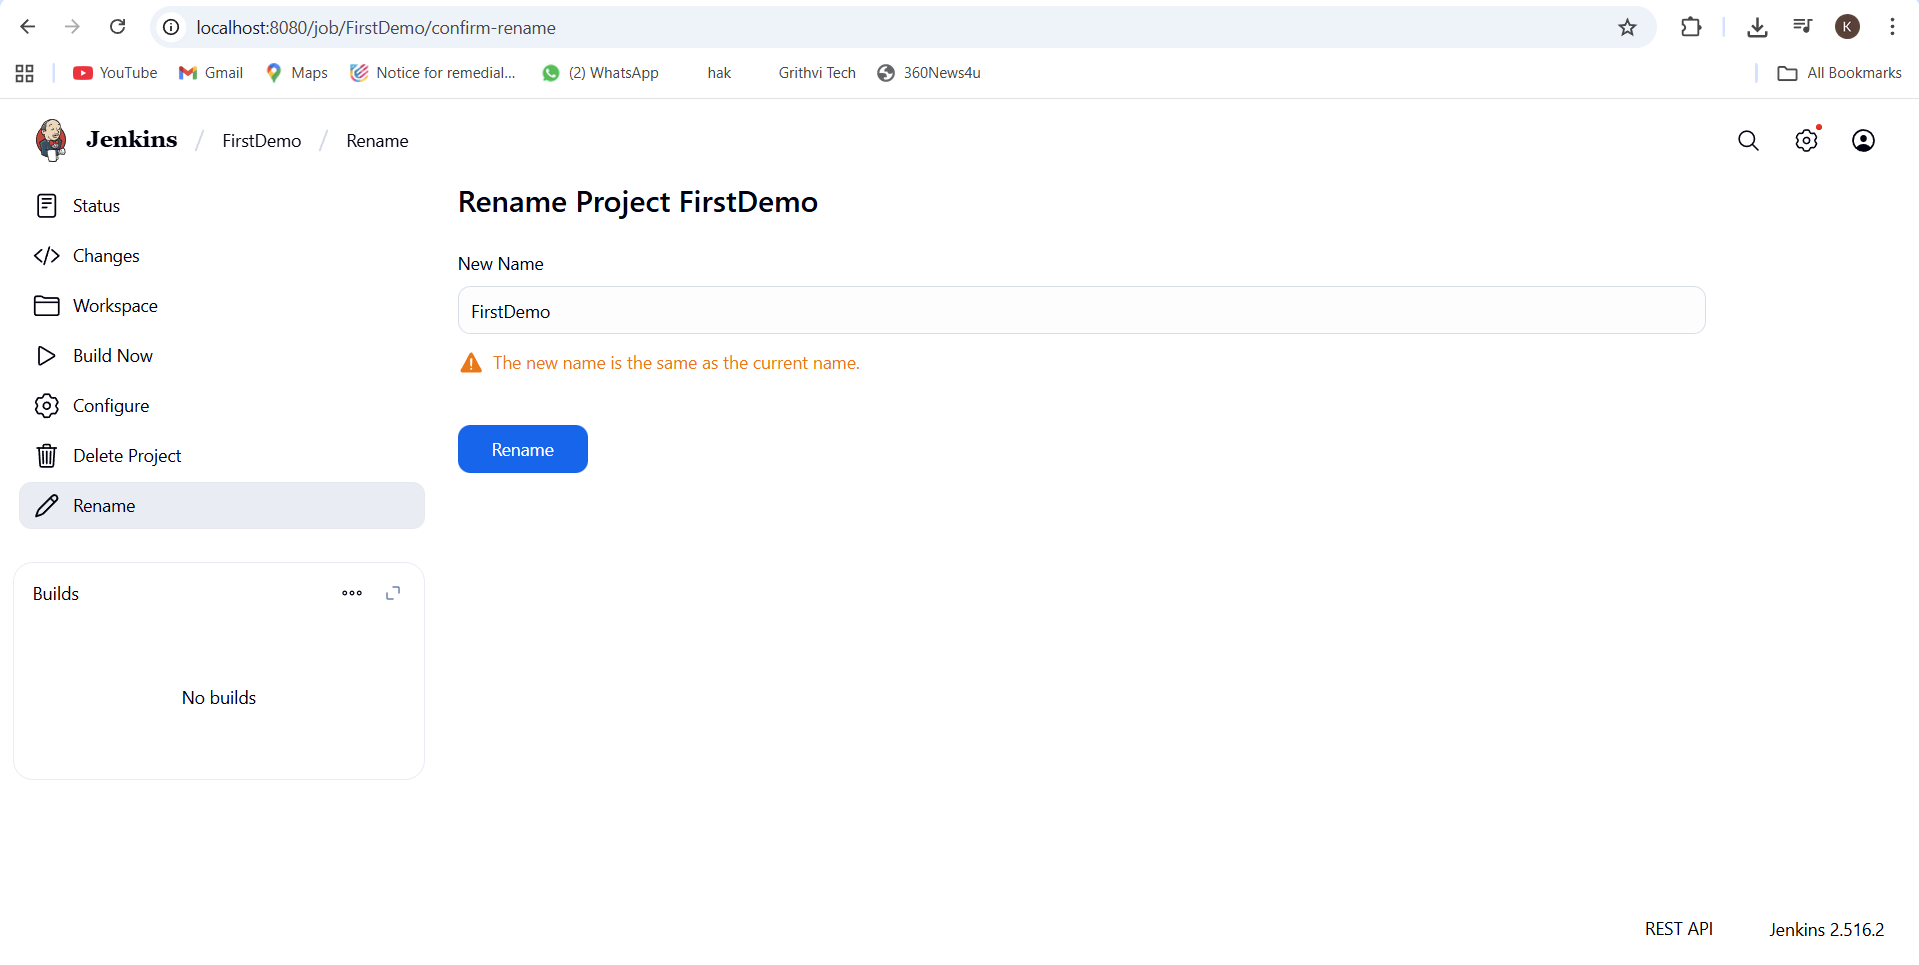 localhost:8080/job/FirstDemo/confirm-rename
K
YouTube Gmail Maps Notice for remedial... (2) WhatsApp hak Grithvi Tech 360News4u All Bookmarks
Jenkins / FirstDemo / Rename
Status
Changes
Workspace
Build Now
Configure
Delete Project
Rename
Builds
No builds
Rename Project FirstDemo
New Name
FirstDemo
The new name is the same as the current name.
Rename
REST API Jenkins 2.516.2